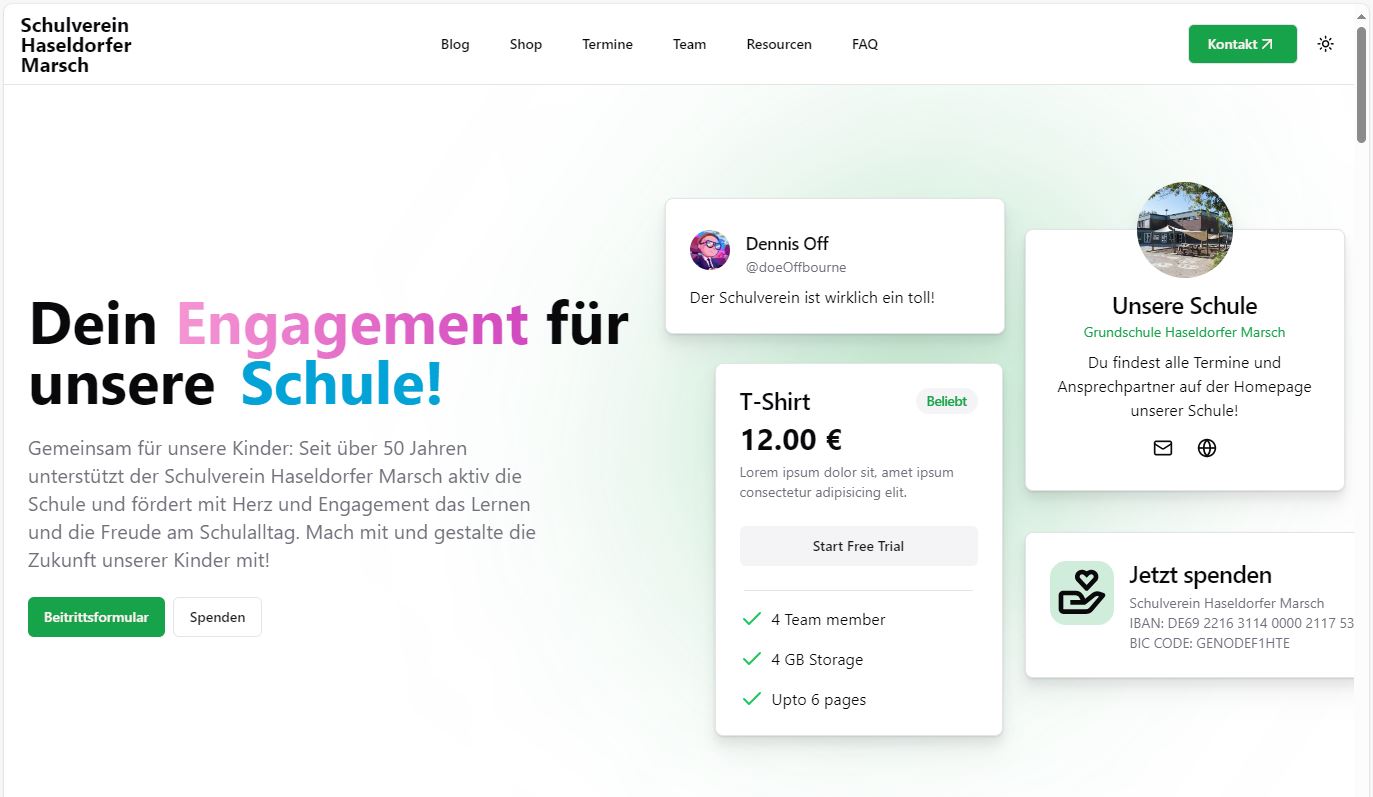 Schulverein
Haseldorfer
Marsch
Blog
Shop
Termine
Team
Resourcen
FAQ
Kontakt
Dein Engagement für
unsere Schule!
Gemeinsam für unsere Kinder: Seit über 50 Jahren
unterstützt der Schulverein Haseldorfer Marsch aktiv die
Schule und fördert mit Herz und Engagement das Lernen
und die Freude am Schulalltag. Mach mit und gestalte die
Zukunft unserer Kinder mit!
Beitrittsformular
Spenden
Dennis Off
@doeOffbourne
Der Schulverein ist wirklich ein toll!
T-Shirt
Beliebt
12.00 €
Lorem ipsum dolor sit, amet ipsum
consectetur adipisicing elit.
Start Free Trial
4 Team member
4 GB Storage
Upto 6 pages
Unsere Schule
Grundschule Haseldorfer Marsch
Du findest alle Termine und
Ansprechpartner auf der Homepage
unserer Schule!
Jetzt spenden
Schulverein Haseldorfer Marsch
IBAN: DE69 2216 3114 0000 2117 53
BIC CODE: GENODEF1HTE